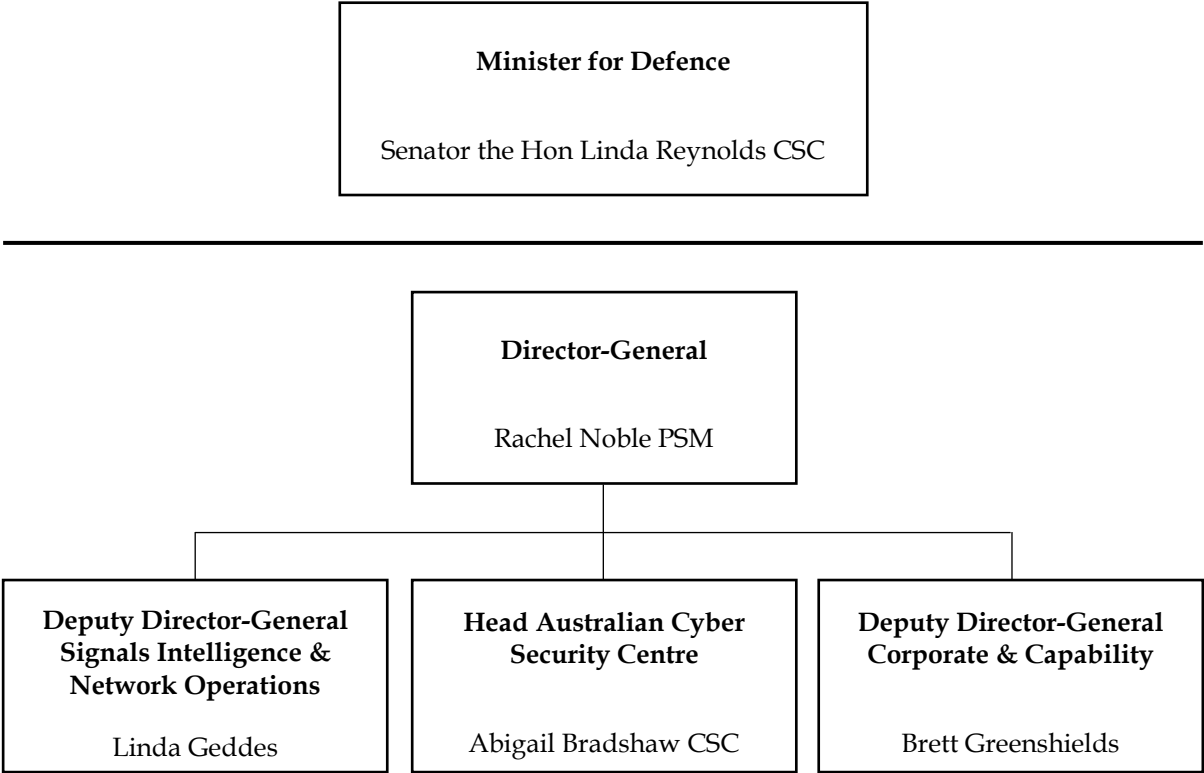 Minister for Defence
Senator the Hon Linda Reynolds CSC
Director-General
Rachel Noble PSM
Deputy Director-General
Signals Intelligence &
Network Operations
Linda Geddes
Head Australian Cyber
Security Centre
Abigail Bradshaw CSC
Deputy Director-General
Corporate & Capability
Brett Greenshields